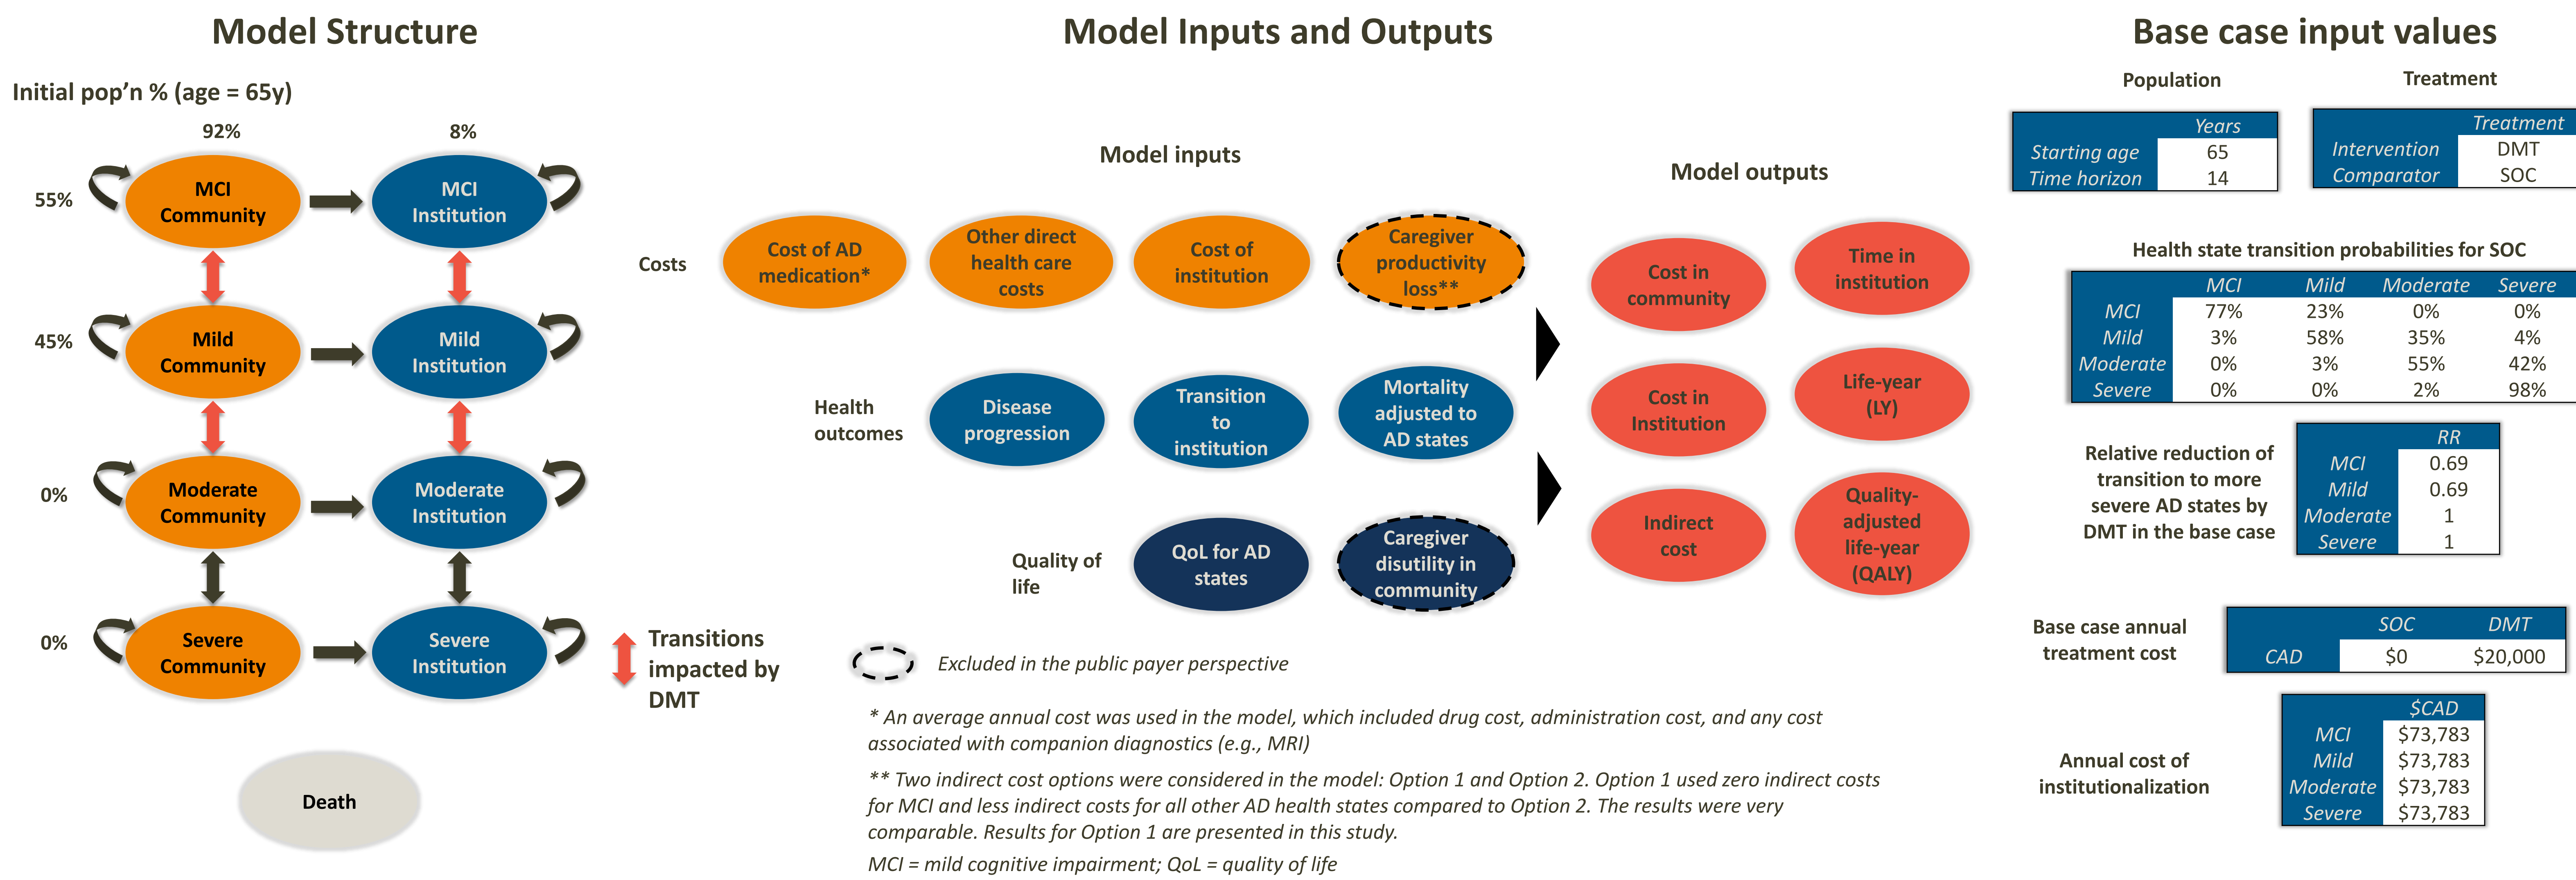 Model Structure
Initial pop’n % (age = 65y)
92%
8%
55%
MCI
Community
MCI
Institution
45%
Mild
Community
Mild
Institution
0%
Moderate
Community
Moderate
Institution
0%
Severe
Community
Severe
Institution
Transitions
impacted by
DMT
Death
Model Inputs and Outputs
Model inputs
Costs
Cost of AD
medication*
Other direct
health care
costs
Cost of
institution
Caregiver
productivity
loss**
Health
outcomes
Disease
progression
Transition
to
institution
Mortality
adjusted to
AD states
Quality of
life
QoL for AD
states
Caregiver
disutility in
community
Model outputs
Cost in
community
Time in
institution
Cost in
Institution
Life-year
(LY)
Indirect
cost
Quality-
adjusted
life-year
(QALY)
Excluded in the public payer perspective
* An average annual cost was used in the model, which included drug cost, administration cost, and any cost
associated with companion diagnostics (e.g., MRI)
** Two indirect cost options were considered in the model: Option 1 and Option 2. Option 1 used zero indirect costs
for MCI and less indirect costs for all other AD health states compared to Option 2. The results were very
comparable. Results for Option 1 are presented in this study.
MCI = mild cognitive impairment; QoL = quality of life
Base case input values
Population
Years
Starting age 65
Time horizon 14
Treatment
Treatment
Intervention DMT
Comparator SOC
Health state transition probabilities for SOC
MCI Mild Moderate Severe
MCI 77% 23% 0% 0%
Mild 3% 58% 35% 4%
Moderate 0% 3% 55% 42%
Severe 0% 0% 2% 98%
Relative reduction of
transition to more
severe AD states by
DMT in the base case
RR
MCI 0.69
Mild 0.69
Moderate 1
Severe 1
Base case annual
treatment cost
SOC DMT
CAD $0 $20,000
Annual cost of
institutionalization
$CAD
MCI $73,783
Mild $73,783
Moderate $73,783
Severe $73,783